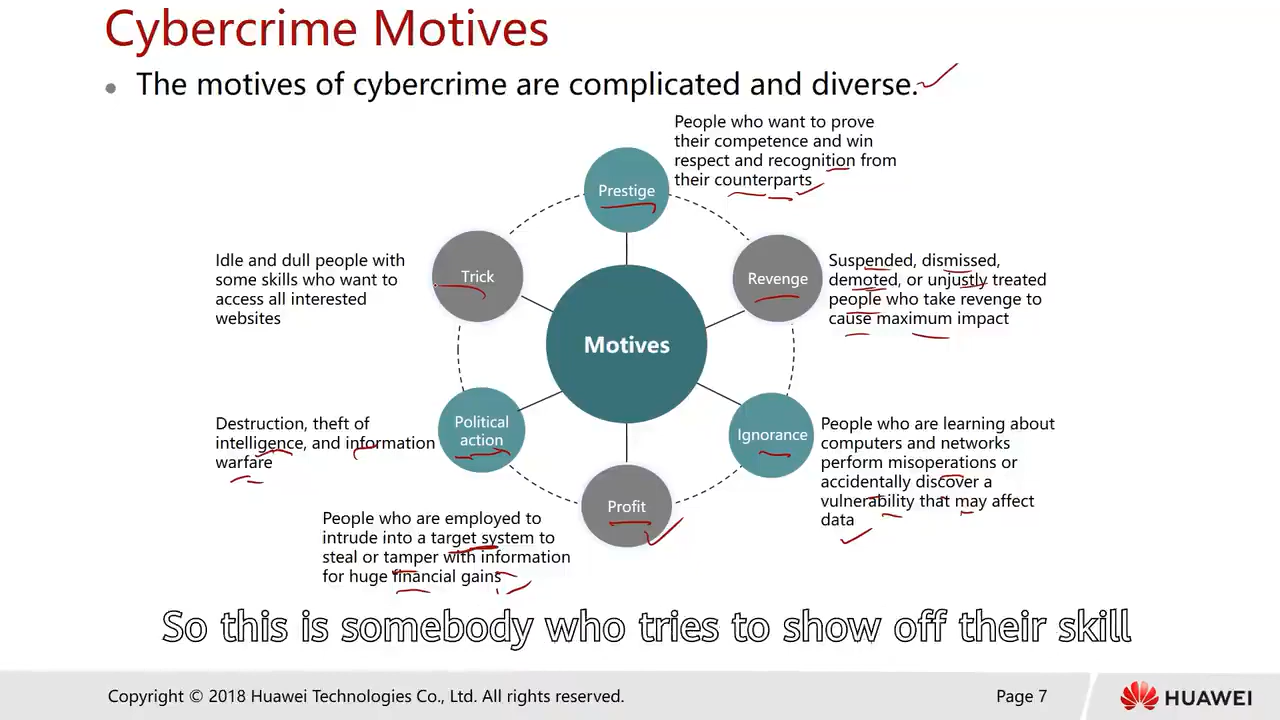 Cybercrime Motives
• The motives of cybercrime are complicated and diverse.
People who want to prove
their competence and win
respect and recognition from
their counterparts
Prestige
Idle and dull people with
some skills who want to
access all interested
websites
Trick
Revenge
Suspended, dismissed,
demoted, or unjustly treated
people who take revenge to
cause maximum impact
Motives
Destruction, theft of
intelligence, and information
warfare
Political
action
Ignorance
People who are learning about
computers and networks
perform misoperations or
accidentally discover a
vulnerability that may affect
data
Profit
People who are employed to
intrude into a target system to
steal or tamper with information
for huge financial gains
So this is somebody who tries to show off their skill
Copyright © 2018 Huawei Technologies Co., Ltd. All rights reserved.
Page 7
HUAWEI